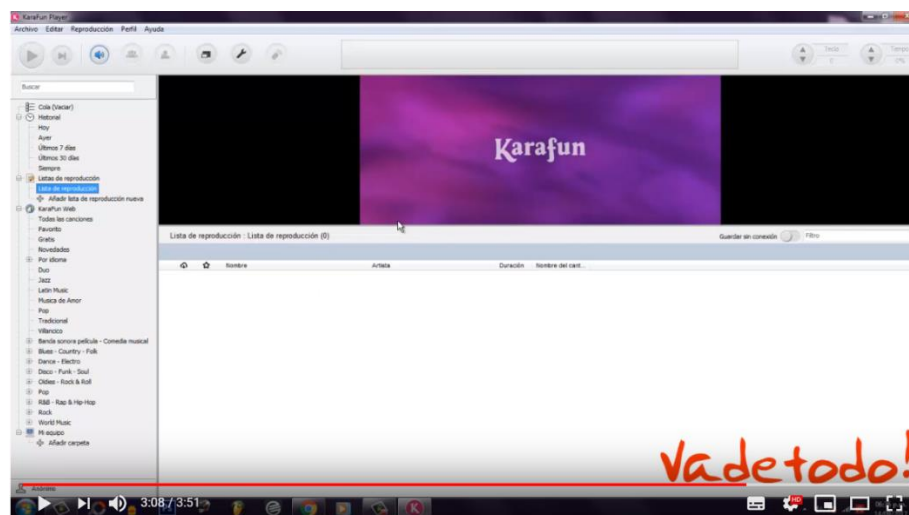 KaraFun Player
Archivo Editar Reproducción Perfil Ayuda
Buscar
Cola (Vaciar)
Historial
Hoy
Ayer
Últimos 7 días
Últimos 30 días
Siempre
Listas de reproducción
Lista de reproducción
Añadir lista de reproducción nueva
KaraFun Web
Todas las canciones
Favorito
Gratis
Novedades
Por idioma
Duo
Jazz
Latin Music
Musica de Amor
Pop
Tradicional
Villancico
Banda sonora película - Comedia musical
Blues - Country - Folk
Dance - Electro
Disco - Funk - Soul
Oldies - Rock & Roll
Pop
R&B - Rap & Hip-Hop
Rock
World Music
Mi equipo
Añadir carpeta
Anónimo
Tempo
0%
Karafun
Lista de reproducción : Lista de reproducción (0)
Guardar sin conexión
Filtro
Nombre Artista Duración Nombre del cant...
Vadetodo!
3:08 / 3:51
HD